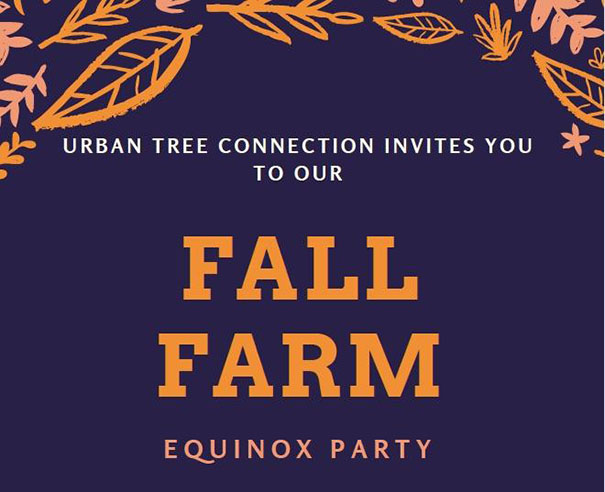 URBAN TREE CONNECTION INVITES YOU
TO OUR
FALL
FARM
EQUINOX PARTY